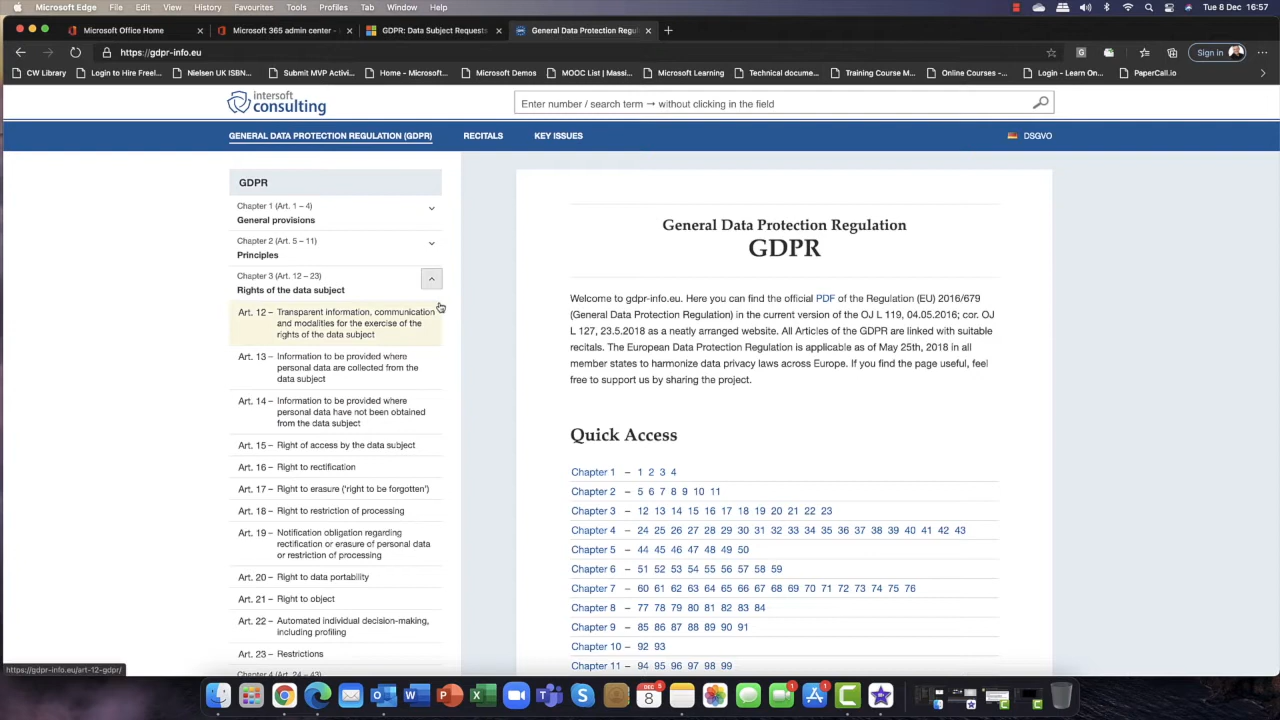 Microsoft Edge File Edit View History Favourites Tools Profiles Tab Window Help
Tue 8 Dec 16:57
Microsoft Office Home
Microsoft 365 admin center -
GDPR: Data Subject Requests
General Data Protection Regul
https://gdpr-info.eu
Sign in
CW Library
Login to Hire Freel...
Nielsen UK ISBN...
Submit MVP Activi...
Home - Microsoft...
Microsoft Demos
MOOC List | Massi...
Microsoft Learning
Technical docume...
Training Course M...
Online Courses -...
Login - Learn On...
PaperCall.io
intersoft
consulting
Enter number / search term → without clicking in the field
GENERAL DATA PROTECTION REGULATION (GDPR)
RECITALS
KEY ISSUES
DSGVO
GDPR
Chapter 1 (Art. 1 – 4)
General provisions
Chapter 2 (Art. 5 – 11)
Principles
Chapter 3 (Art. 12 – 23)
Rights of the data subject
Art. 12 – Transparent information, communication
and modalities for the exercise of the
rights of the data subject
Art. 13 – Information to be provided where
personal data are collected from the
data subject
Art. 14 – Information to be provided where
personal data have not been obtained
from the data subject
Art. 15 – Right of access by the data subject
Art. 16 – Right to rectification
Art. 17 – Right to erasure (‘right to be forgotten’)
Art. 18 – Right to restriction of processing
Art. 19 – Notification obligation regarding
rectification or erasure of personal data
or restriction of processing
Art. 20 – Right to data portability
Art. 21 – Right to object
Art. 22 – Automated individual decision-making,
including profiling
Art. 23 – Restrictions
Chapter 4 (Art. 24 – 43)
General Data Protection Regulation
GDPR
Welcome to gdpr-info.eu. Here you can find the official PDF of the Regulation (EU) 2016/679
(General Data Protection Regulation) in the current version of the OJ L 119, 04.05.2016; cor. OJ
L 127, 23.5.2018 as a neatly arranged website. All Articles of the GDPR are linked with suitable
recitals. The European Data Protection Regulation is applicable as of May 25th, 2018 in all
member states to harmonize data privacy laws across Europe. If you find the page useful, feel
free to support us by sharing the project.
Quick Access
Chapter 1 – 1 2 3 4
Chapter 2 – 5 6 7 8 9 10 11
Chapter 3 – 12 13 14 15 16 17 18 19 20 21 22 23
Chapter 4 – 24 25 26 27 28 29 30 31 32 33 34 35 36 37 38 39 40 41 42 43
Chapter 5 – 44 45 46 47 48 49 50
Chapter 6 – 51 52 53 54 55 56 57 58 59
Chapter 7 – 60 61 62 63 64 65 66 67 68 69 70 71 72 73 74 75 76
Chapter 8 – 77 78 79 80 81 82 83 84
Chapter 9 – 85 86 87 88 89 90 91
Chapter 10 – 92 93
Chapter 11 – 94 95 96 97 98 99
https://gdpr-info.eu/art-12-gdpr/
DEC
8